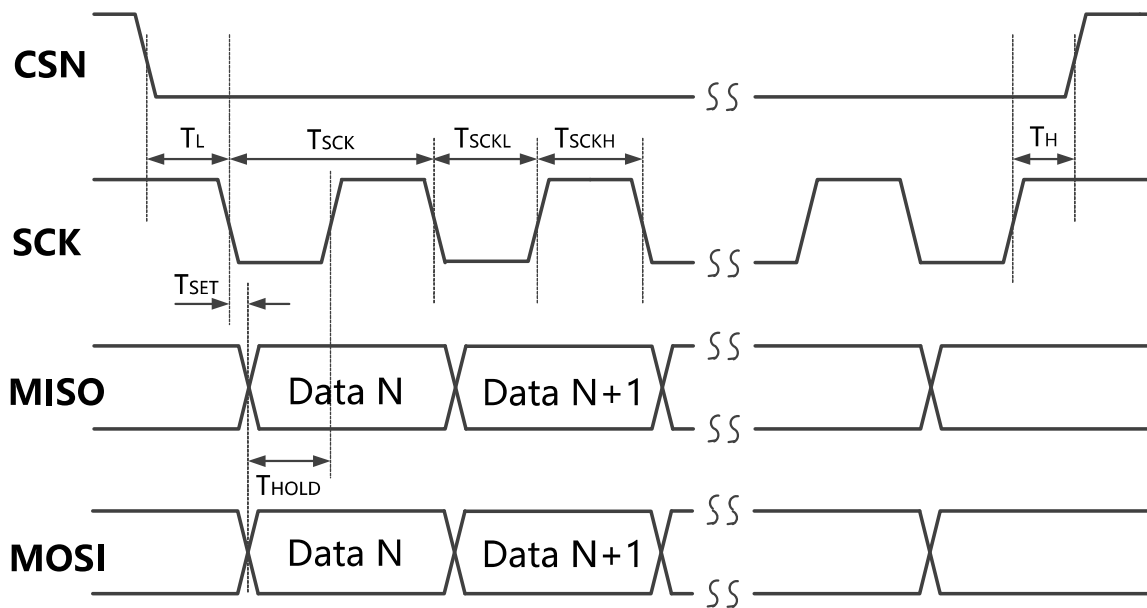 CSN
TL TSCK TSCKL TSCKH TH
SCK
TSET
MISO Data N Data N+1
THOLD
MOSI Data N Data N+1